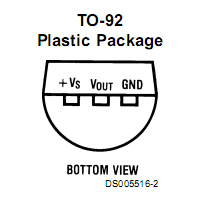 TO-92
Plastic Package
+VS VOUT GND
BOTTOM VIEW
DS005516-2